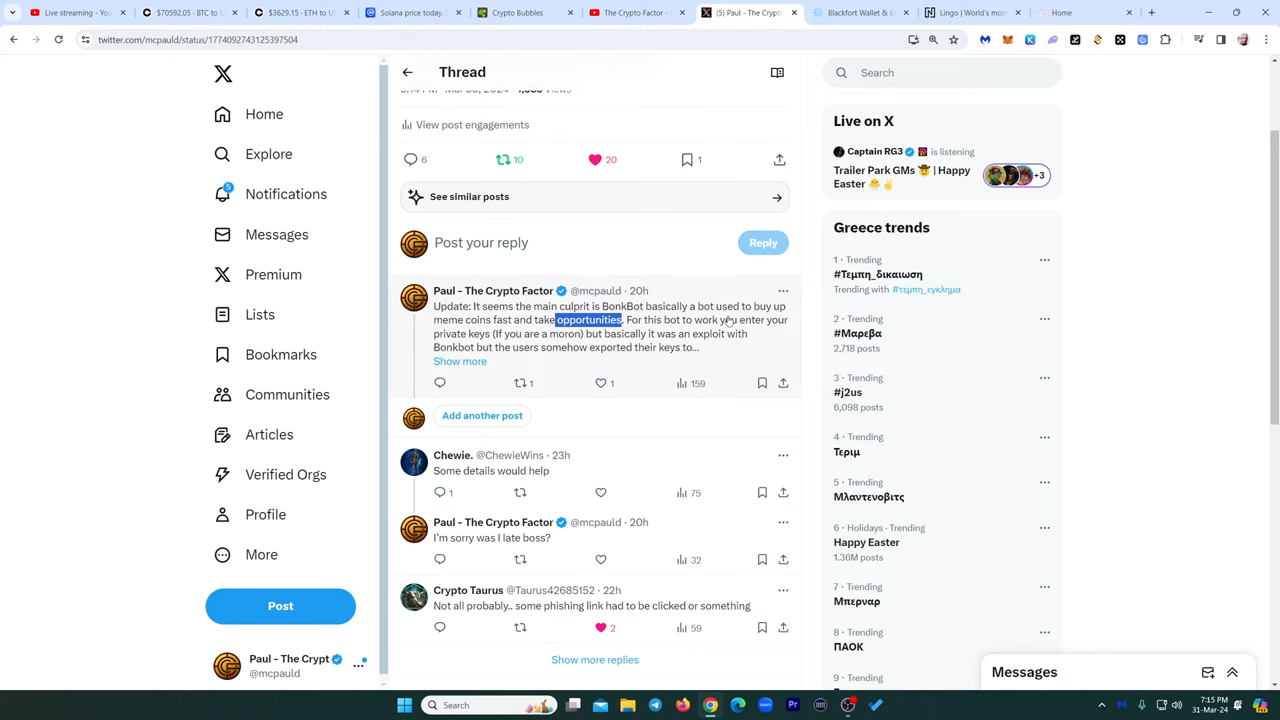 Live streaming - You
$70592.05 - BTC to U
$3629.15 - ETH to US
Solana price today, S
Crypto Bubbles
The Crypto Factor -
(5) Paul - The Crypto
Blackfort Wallet & E
Lingo | World's most
Home
twitter.com/mcpauld/status/1774092743125397504
Home
Explore
5
Notifications
Messages
Premium
Lists
Bookmarks
Communities
Articles
Verified Orgs
Profile
More
Post
Paul - The Crypt
@mcpauld
Thread
View post engagements
6
10
20
1
See similar posts
Post your reply
Reply
Paul - The Crypto Factor @mcpauld · 20h
Update: It seems the main culprit is BonkBot basically a bot used to buy up
meme coins fast and take opportunities. For this bot to work you enter your
private keys (If you are a moron) but basically it was an exploit with
Bonkbot but the users somehow exported their keys to...
Show more
1
1
159
Add another post
Chewie. @ChewieWins · 23h
Some details would help
1
75
Paul - The Crypto Factor @mcpauld · 20h
I'm sorry was I late boss?
32
Crypto Taurus @Taurus42685152 · 22h
Not all probably.. some phishing link had to be clicked or something
2
59
Show more replies
Search
Live on X
Captain RG3 is listening
Trailer Park GMs 🤠 | Happy
Easter 🐣✌️
+3
Greece trends
1 · Trending
#Τεμπη_δικαιωση
Trending with #τεμπη_εγκλημα
2 · Trending
#Μαρεβα
2,718 posts
3 · Trending
#j2us
6,098 posts
4 · Trending
Τεριμ
5 · Trending
Μλαντενοβιτς
6 · Holidays · Trending
Happy Easter
1.36M posts
7 · Trending
Μπερναρ
8 · Trending
ΠΑΟΚ
9 · Trending
Messages
Search
7:15 PM
31-Mar-24